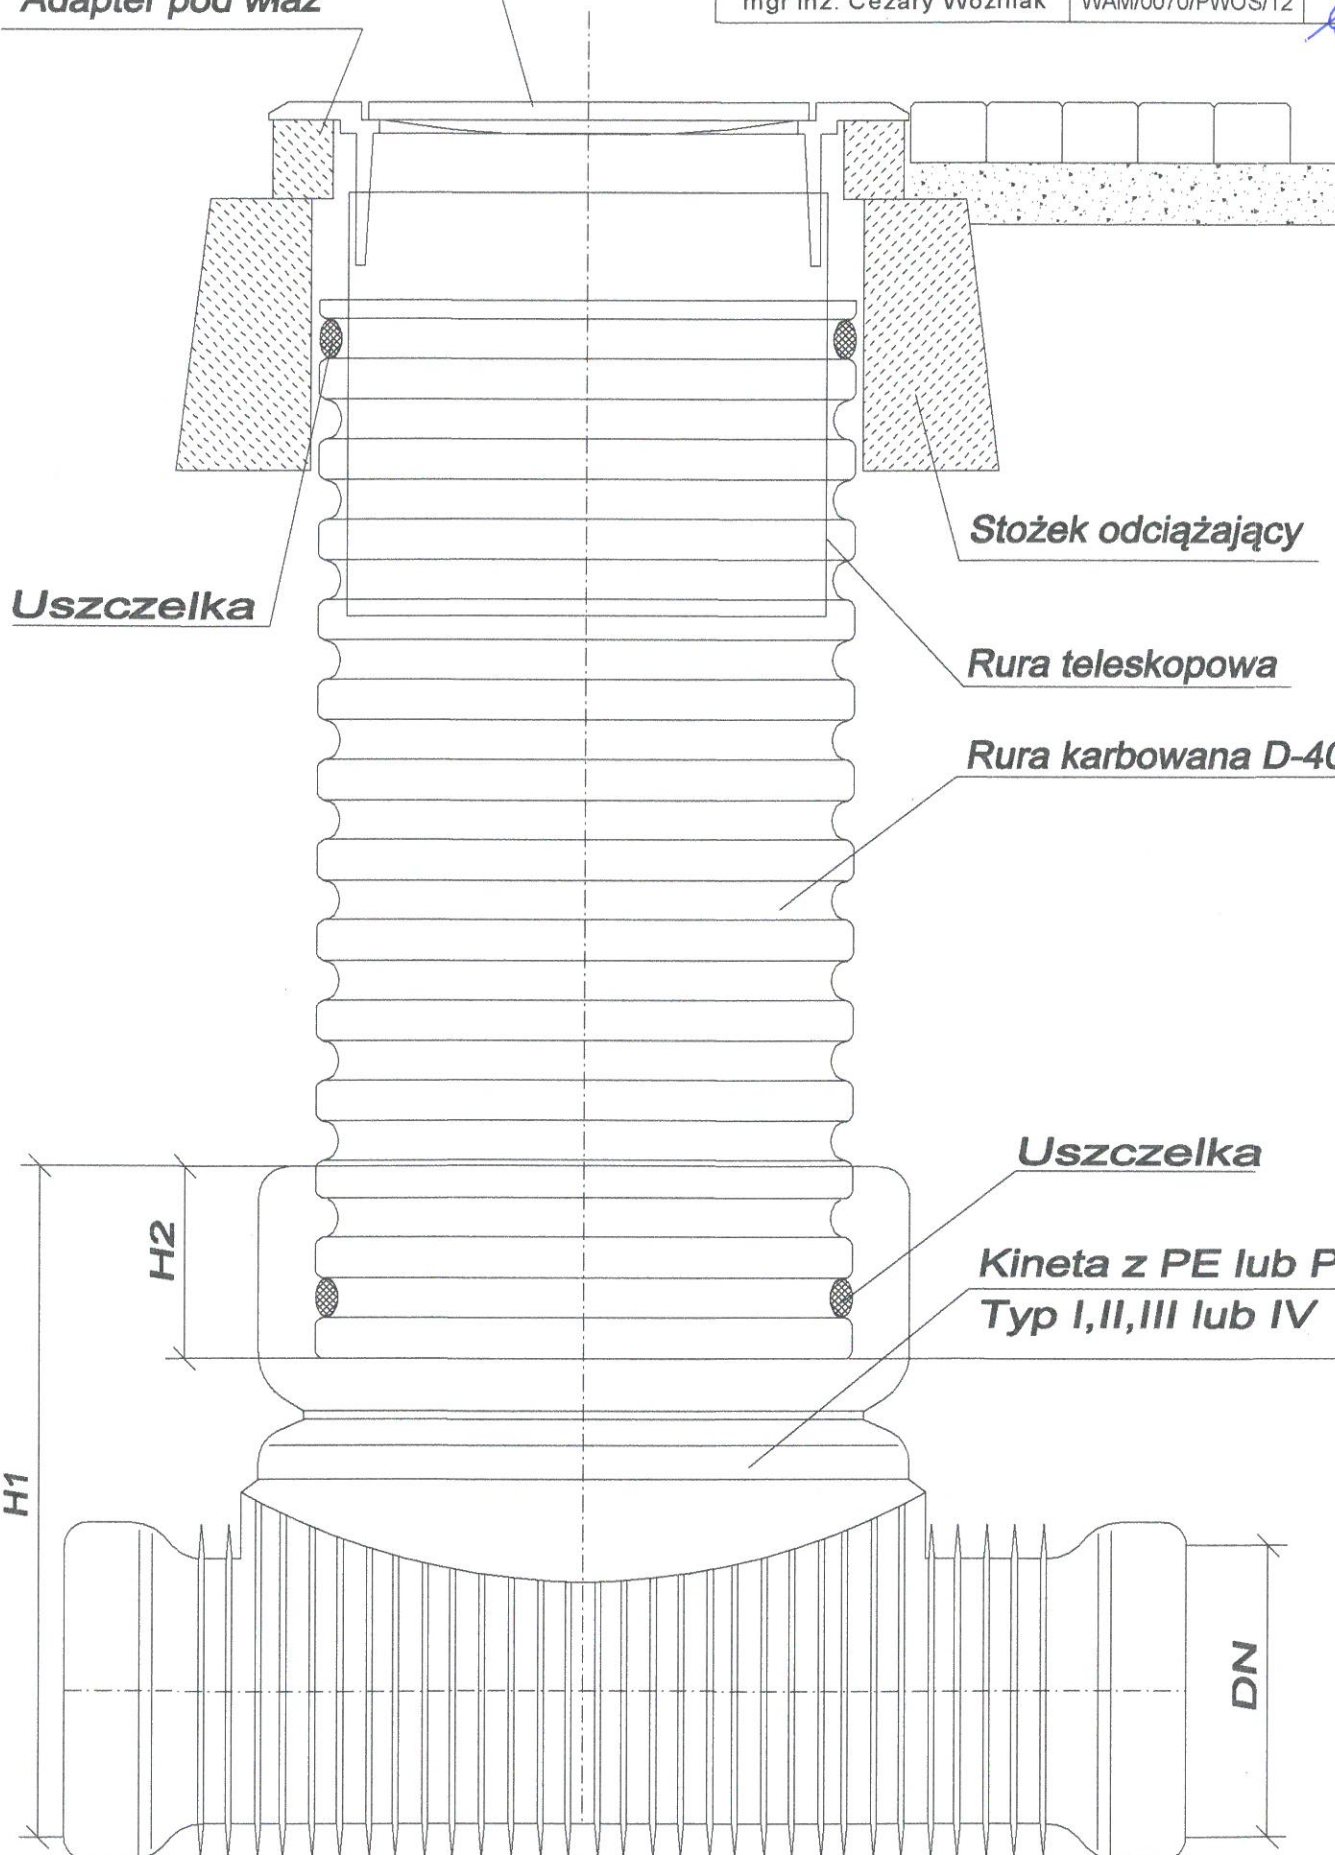 Adapter pod właz
mgr inż. Cezary Woźniak
WAM/0070/PWOS/12
Stożek odciążający
Uszczelka
Rura teleskopowa
Rura karbowana D-40
Uszczelka
H2
Kineta z PE lub P
Typ I,II,III lub IV
H1
DN